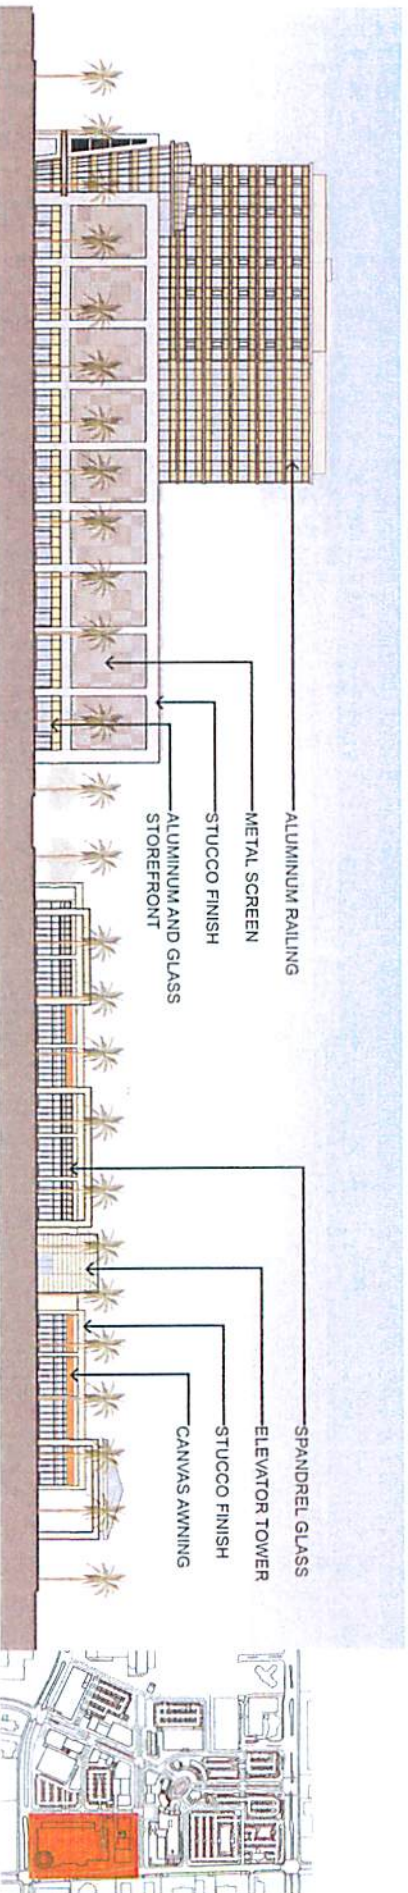 ALUMINUM RAILING
METAL SCREEN
STUCCO FINISH
ALUMINUM AND GLASS
STOREFRONT
SPANDREL GLASS
ELEVATOR TOWER
STUCCO FINISH
CANVAS AWNING